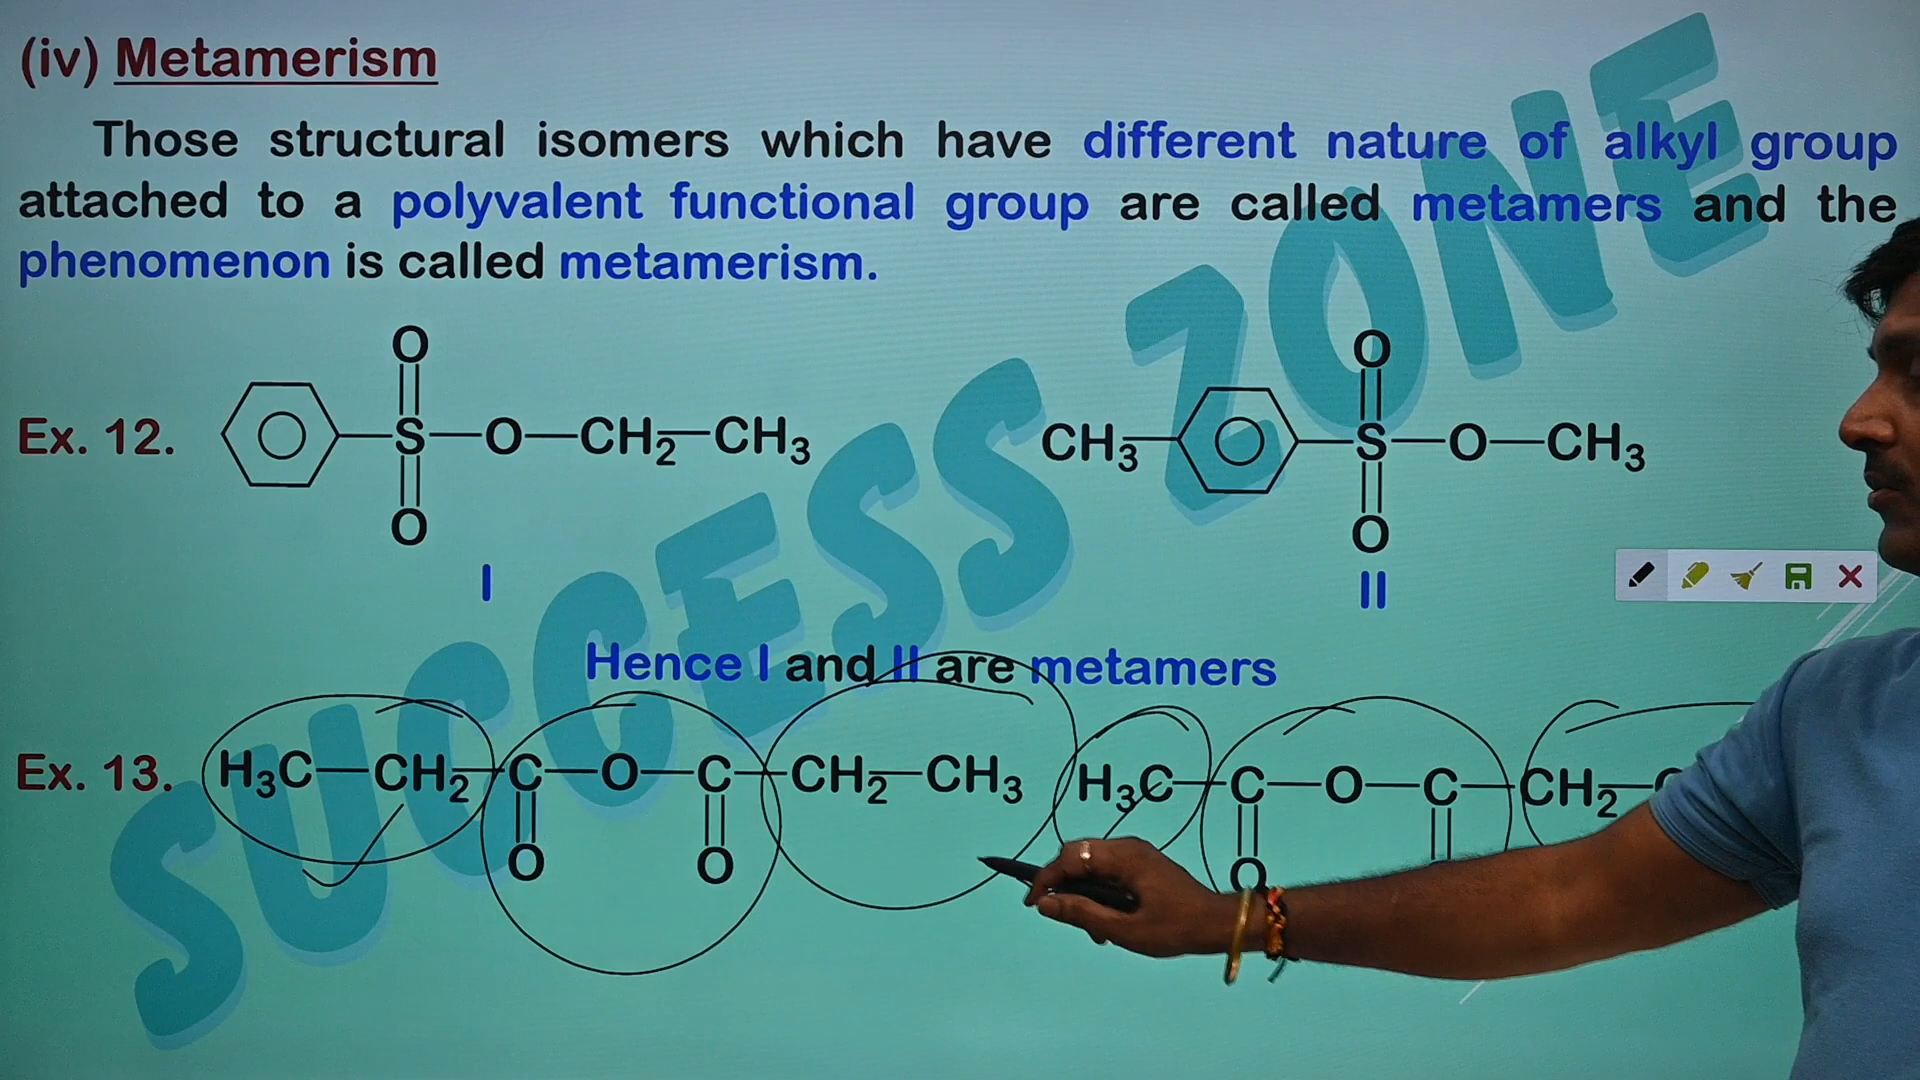 (iv) Metamerism
Those structural isomers which have different nature of alkyl group
attached to a polyvalent functional group are called metamers and the
phenomenon is called metamerism.
O O
Ex. 12. S—O—CH₂—CH₃ CH₃— S—O—CH₃
O O
I II
Hence I and II are metamers
Ex. 13. H₃C—CH₂—C—O—C—CH₂—CH₃ H₃C—C—O—C—CH₂
O O O
SUCCESS ZONE